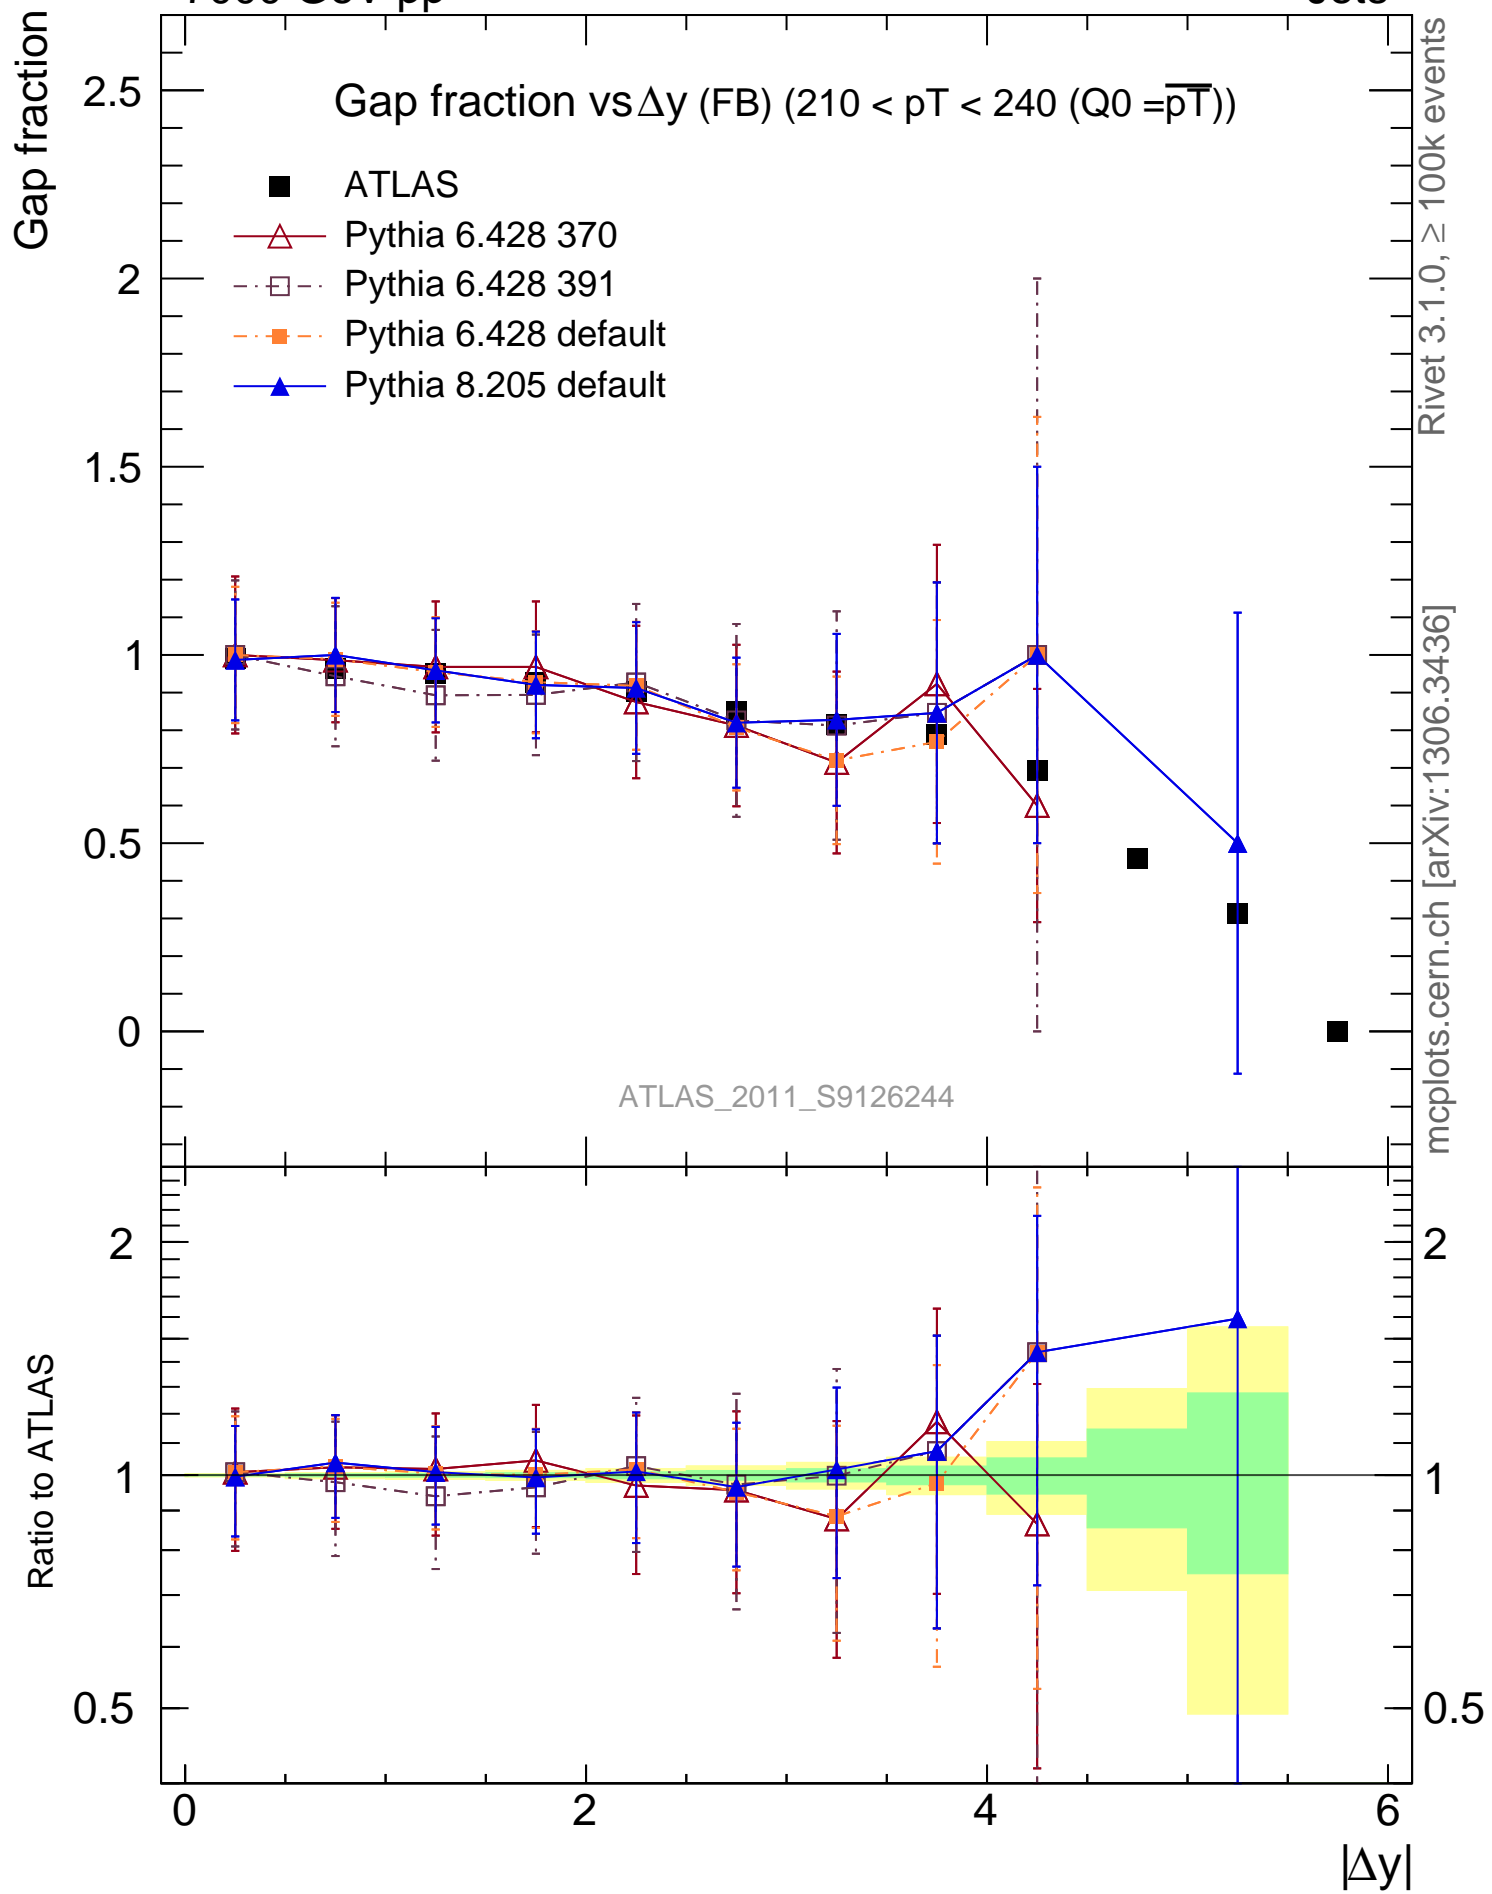 Gap fraction
Gap fraction vs Δy (FB) (210 < pT < 240 (Q0 = p̅T̅))
ATLAS
Pythia 6.428 370
Pythia 6.428 391
Pythia 6.428 default
Pythia 8.205 default
2.5
2
1.5
1
0.5
0
ATLAS_2011_S9126244
Rivet 3.1.0, ≥ 100k events
mcplots.cern.ch [arXiv:1306.3436]
Ratio to ATLAS
2
1
0.5
2
1
0.5
0 2 4 6
|Δy|